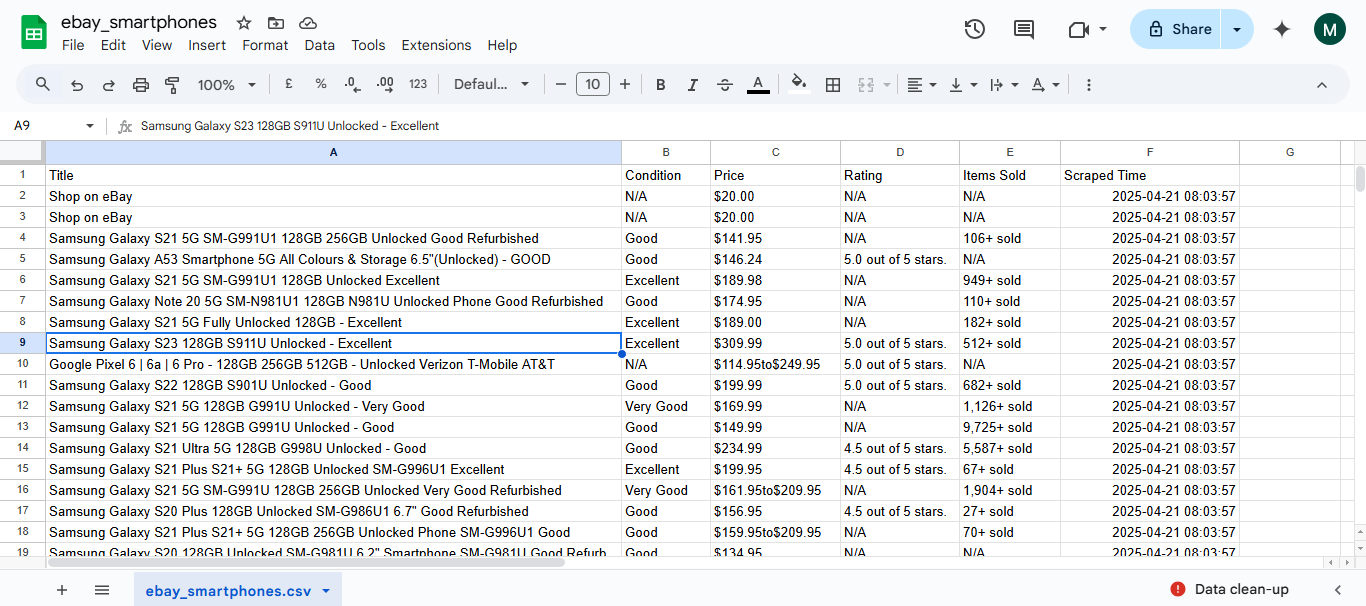 ebay_smartphones
File Edit View Insert Format Data Tools Extensions Help
Share
M
100% £ % .0 .00 123 Defaul... − 10 + B I S A
A9 fx Samsung Galaxy S23 128GB S911U Unlocked - Excellent
A B C D E F G
1 Title Condition Price Rating Items Sold Scraped Time
2 Shop on eBay N/A $20.00 N/A N/A 2025-04-21 08:03:57
3 Shop on eBay N/A $20.00 N/A N/A 2025-04-21 08:03:57
4 Samsung Galaxy S21 5G SM-G991U1 128GB 256GB Unlocked Good Refurbished Good $141.95 N/A 106+ sold 2025-04-21 08:03:57
5 Samsung Galaxy A53 Smartphone 5G All Colours & Storage 6.5"(Unlocked) - GOOD Good $146.24 5.0 out of 5 stars. N/A 2025-04-21 08:03:57
6 Samsung Galaxy S21 5G SM-G991U1 128GB Unlocked Excellent Excellent $189.98 N/A 949+ sold 2025-04-21 08:03:57
7 Samsung Galaxy Note 20 5G SM-N981U1 128GB N981U Unlocked Phone Good Refurbished Good $174.95 N/A 110+ sold 2025-04-21 08:03:57
8 Samsung Galaxy S21 5G Fully Unlocked 128GB - Excellent Excellent $189.00 N/A 182+ sold 2025-04-21 08:03:57
9 Samsung Galaxy S23 128GB S911U Unlocked - Excellent Excellent $309.99 5.0 out of 5 stars. 512+ sold 2025-04-21 08:03:57
10 Google Pixel 6 | 6a | 6 Pro - 128GB 256GB 512GB - Unlocked Verizon T-Mobile AT&T N/A $114.95to$249.95 5.0 out of 5 stars. N/A 2025-04-21 08:03:57
11 Samsung Galaxy S22 128GB S901U Unlocked - Good Good $199.99 5.0 out of 5 stars. 682+ sold 2025-04-21 08:03:57
12 Samsung Galaxy S21 5G 128GB G991U Unlocked - Very Good Very Good $169.99 N/A 1,126+ sold 2025-04-21 08:03:57
13 Samsung Galaxy S21 5G 128GB G991U Unlocked - Good Good $149.99 N/A 9,725+ sold 2025-04-21 08:03:57
14 Samsung Galaxy S21 Ultra 5G 128GB G998U Unlocked - Good Good $234.99 4.5 out of 5 stars. 5,587+ sold 2025-04-21 08:03:57
15 Samsung Galaxy S21 Plus S21+ 5G 128GB Unlocked SM-G996U1 Excellent Excellent $199.95 4.5 out of 5 stars. 67+ sold 2025-04-21 08:03:57
16 Samsung Galaxy S21 5G SM-G991U 128GB 256GB Unlocked Very Good Refurbished Very Good $161.95to$209.95 N/A 1,904+ sold 2025-04-21 08:03:57
17 Samsung Galaxy S20 Plus 128GB Unlocked SM-G986U1 6.7" Good Refurbished Good $156.95 4.5 out of 5 stars. 27+ sold 2025-04-21 08:03:57
18 Samsung Galaxy S21 Plus S21+ 5G 128GB 256GB Unlocked Phone SM-G996U1 Good Good $159.95to$209.95 N/A 70+ sold 2025-04-21 08:03:57
19 Samsung Galaxy S20 128GB Unlocked SM-G981U 6.2" Smartphone SM-G981U Good Refurb Good $134.95 N/A N/A 2025-04-21 08:03:57
ebay_smartphones.csv
Data clean-up